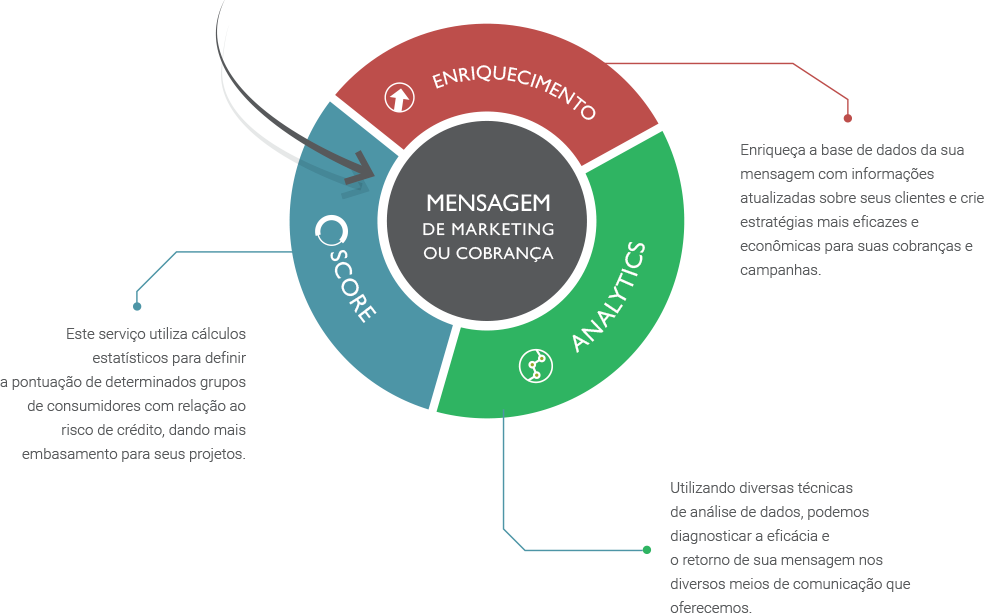 ENRIQUECIMENTO
MENSAGEM
DE MARKETING
OU COBRANÇA
SCORE
ANALYTICS
Enriqueça a base de dados da sua
mensagem com informações
atualizadas sobre seus clientes e crie
estratégias mais eficazes e
econômicas para suas cobranças e
campanhas.
Este serviço utiliza cálculos
estatísticos para definir
a pontuação de determinados grupos
de consumidores com relação ao
risco de crédito, dando mais
embasamento para seus projetos.
Utilizando diversas técnicas
de análise de dados, podemos
diagnosticar a eficácia e
o retorno de sua mensagem nos
diversos meios de comunicação que
oferecemos.